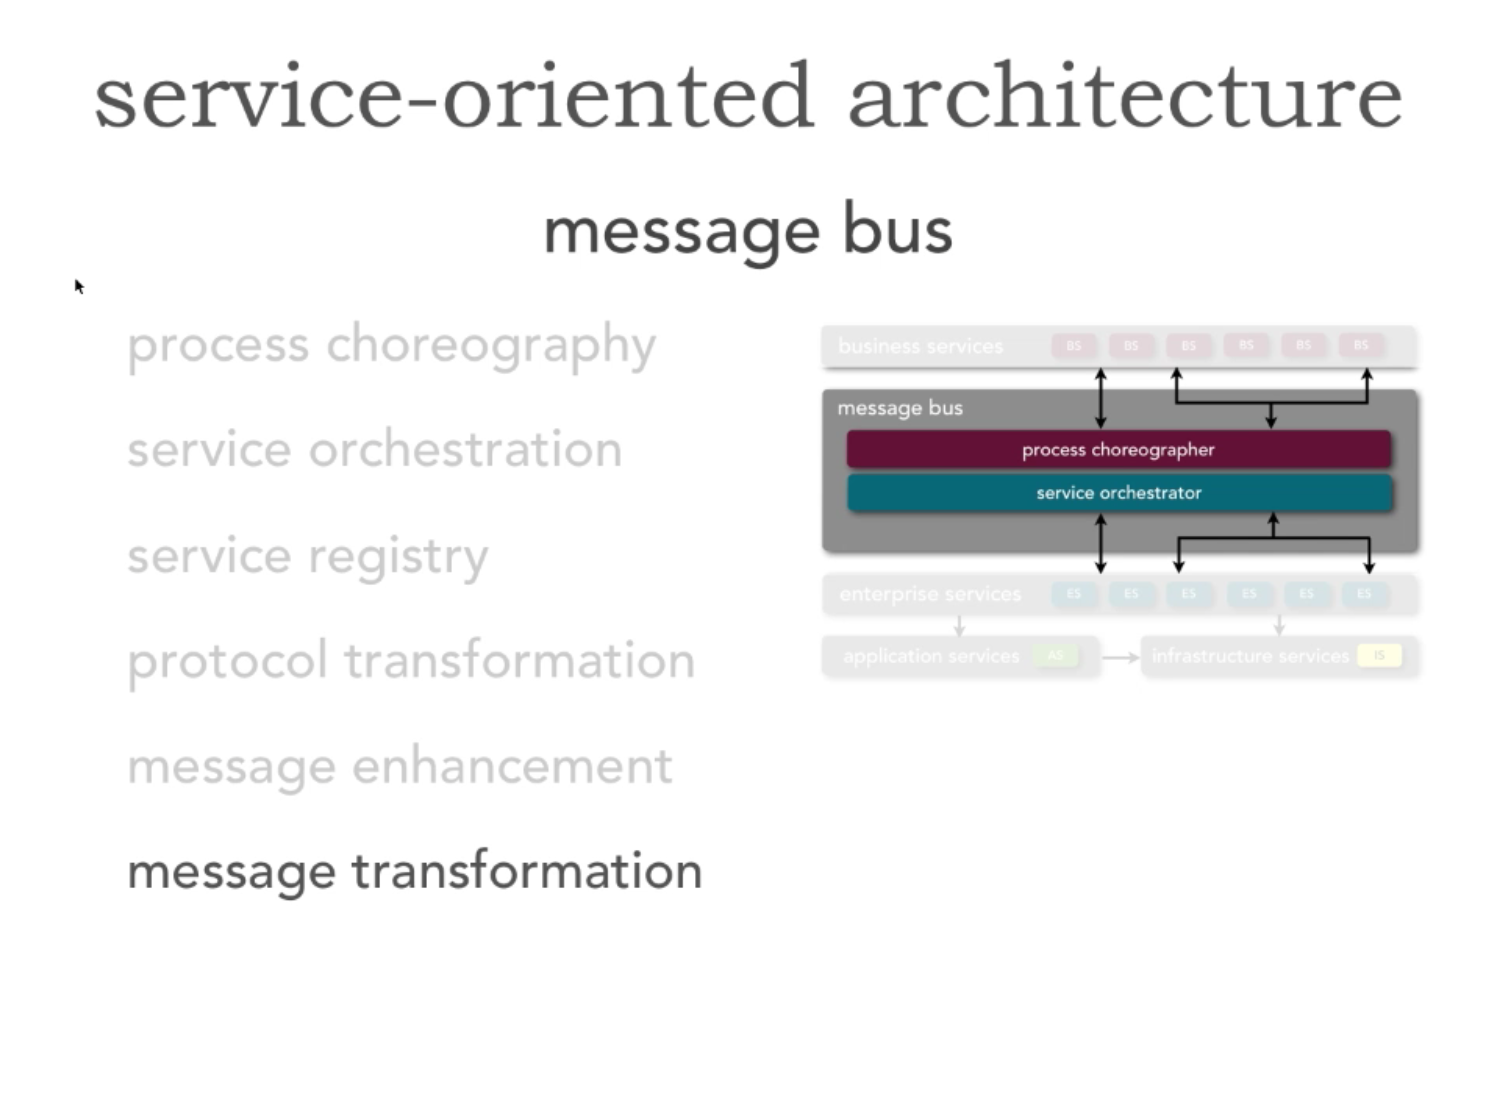 service-oriented architecture
message bus
process choreography
service orchestration
service registry
protocol transformation
message enhancement
message transformation
business services BS BS BS BS BS BS
message bus
process choreographer
service orchestrator
enterprise services ES ES ES ES ES ES
application services AS infrastructure services IS